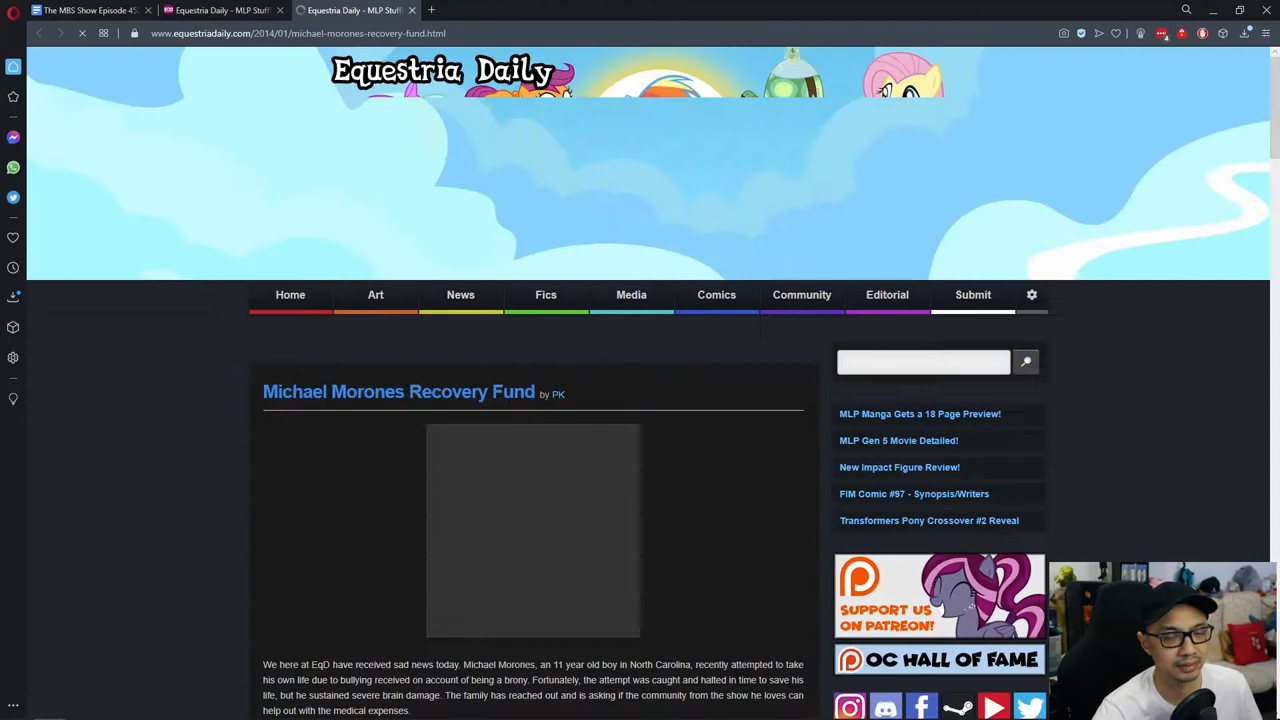 The MBS Show Episode 45
Equestria Daily - MLP Stuff
Equestria Daily - MLP Stuff
www.equestriadaily.com/2014/01/michael-morones-recovery-fund.html
4
Equestria Daily
Home Art News Fics Media Comics Community Editorial Submit
Michael Morones Recovery Fund by PK
MLP Manga Gets a 18 Page Preview!
MLP Gen 5 Movie Detailed!
New Impact Figure Review!
FIM Comic #97 - Synopsis/Writers
Transformers Pony Crossover #2 Reveal
SUPPORT US
ON PATREON!
OC HALL OF FAME
We here at EqD have received sad news today. Michael Morones, an 11 year old boy in North Carolina, recently attempted to take
his own life due to bullying received on account of being a brony. Fortunately, the attempt was caught and halted in time to save his
life, but he sustained severe brain damage. The family has reached out and is asking if the community from the show he loves can
help out with the medical expenses.